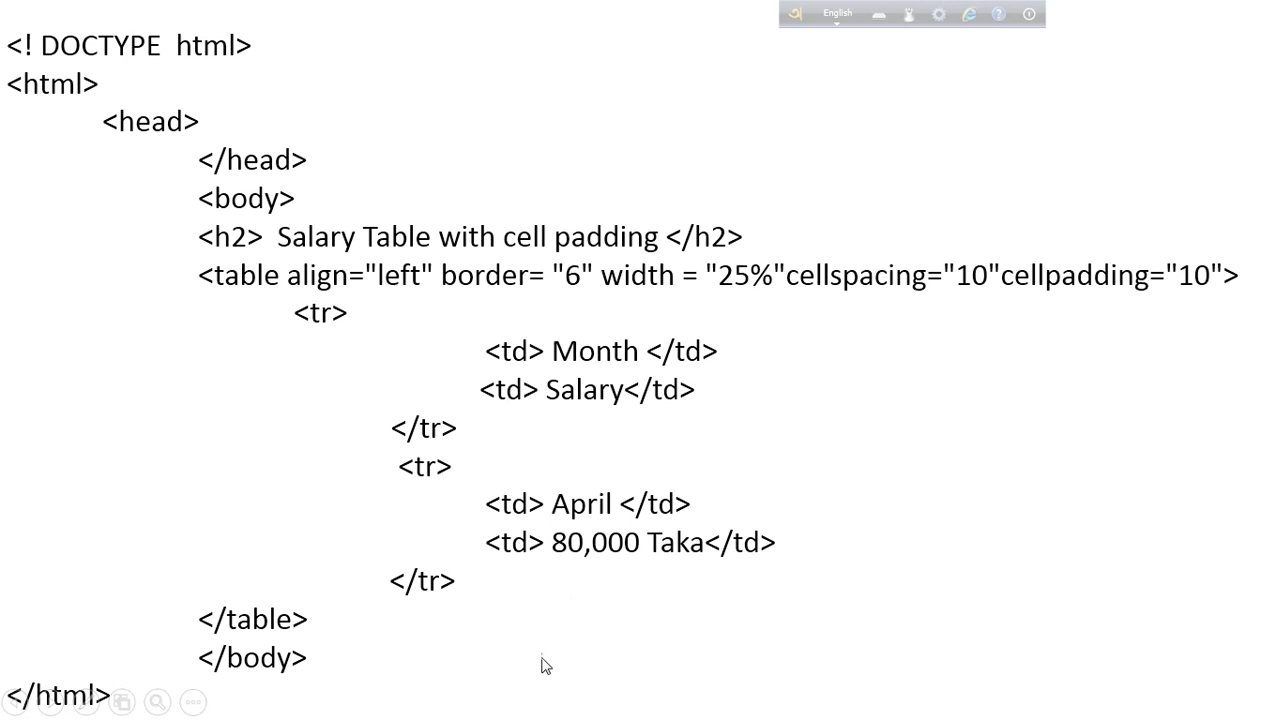 অ English
<! DOCTYPE  html>
<html>
<head>
</head>
<body>
<h2>  Salary Table with cell padding </h2>
<table align="left" border= "6" width = "25%"cellspacing="10"cellpadding="10">
<tr>
<td> Month </td>
<td> Salary</td>
</tr>
<tr>
<td> April </td>
<td> 80,000 Taka</td>
</tr>
</table>
</body>
</html>